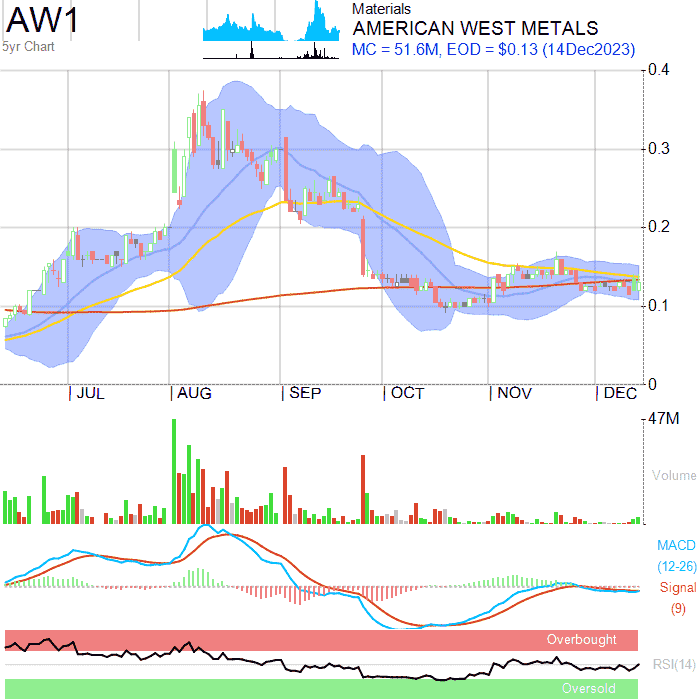 AW1
5yr Chart
Materials
AMERICAN WEST METALS
MC = 51.6M, EOD = $0.13 (14Dec2023)
0.4
0.3
0.2
0.1
0
JUL AUG SEP OCT NOV DEC
47M
Volume
MACD
(12-26)
Signal
(9)
Overbought
RSI(14)
Oversold